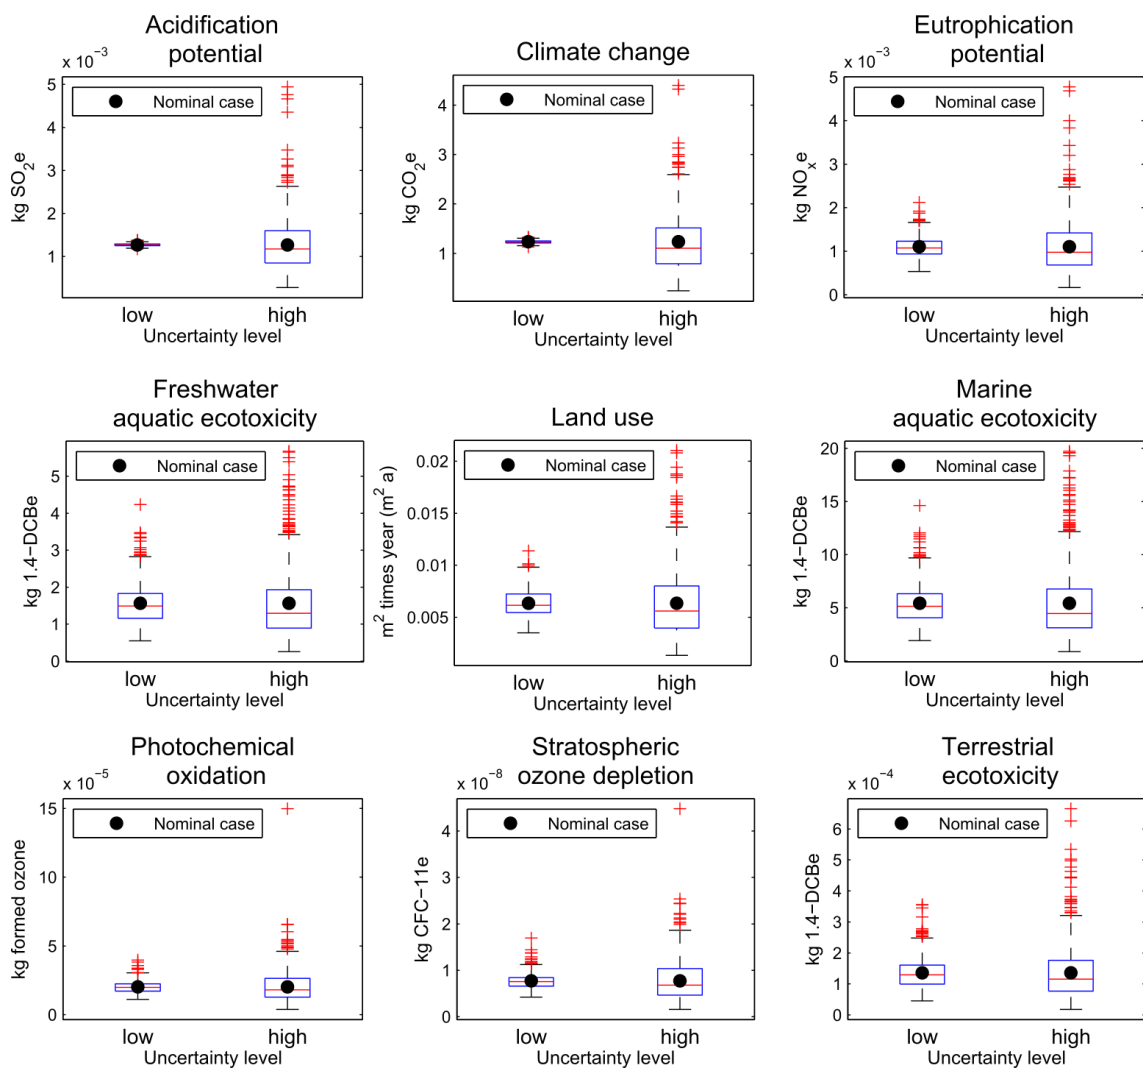 Acidification
potential
x 10⁻³
5
4
3
2
1
kg SO₂e
Nominal case
low
high
Uncertainty level
Climate change
4
3
2
1
kg CO₂e
Nominal case
low
high
Uncertainty level
Eutrophication
potential
x 10⁻³
5
4
3
2
1
0
kg NOₓe
Nominal case
low
high
Uncertainty level
Freshwater
aquatic ecotoxicity
5
4
3
2
1
0
kg 1.4−DCBe
Nominal case
low
high
Uncertainty level
Land use
0.02
0.015
0.01
0.005
m² times year (m² a)
Nominal case
low
high
Uncertainty level
Marine
aquatic ecotoxicity
20
15
10
5
0
kg 1.4−DCBe
Nominal case
low
high
Uncertainty level
Photochemical
oxidation
x 10⁻⁵
15
10
5
0
kg formed ozone
Nominal case
low
high
Uncertainty level
Stratospheric
ozone depletion
x 10⁻⁸
4
3
2
1
0
kg CFC−11e
Nominal case
low
high
Uncertainty level
Terrestrial
ecotoxicity
x 10⁻⁴
6
5
4
3
2
1
0
kg 1.4−DCBe
Nominal case
low
high
Uncertainty level